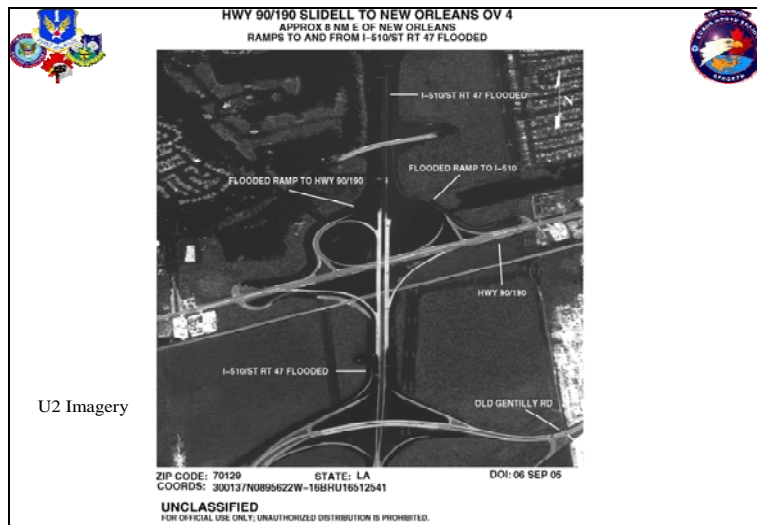 HWY 90/190 SLIDELL TO NEW ORLEANS OV 4
APPROX 8 NM E OF NEW ORLEANS
RAMPS TO AND FROM I-510/ST RT 47 FLOODED
I-510/ST RT 47 FLOODED
N
FLOODED RAMP TO HWY 90/190
FLOODED RAMP TO I-510
HWY 90/190
I-510/ST RT 47 FLOODED
U2 Imagery
OLD GENTILLY RD
ZIP CODE: 70129 STATE: LA DOI: 06 SEP 05
COORDS: 300137N0895622W=16BRU16512541
UNCLASSIFIED
FOR OFFICIAL USE ONLY; UNAUTHORIZED DISTRIBUTION IS PROHIBITED.